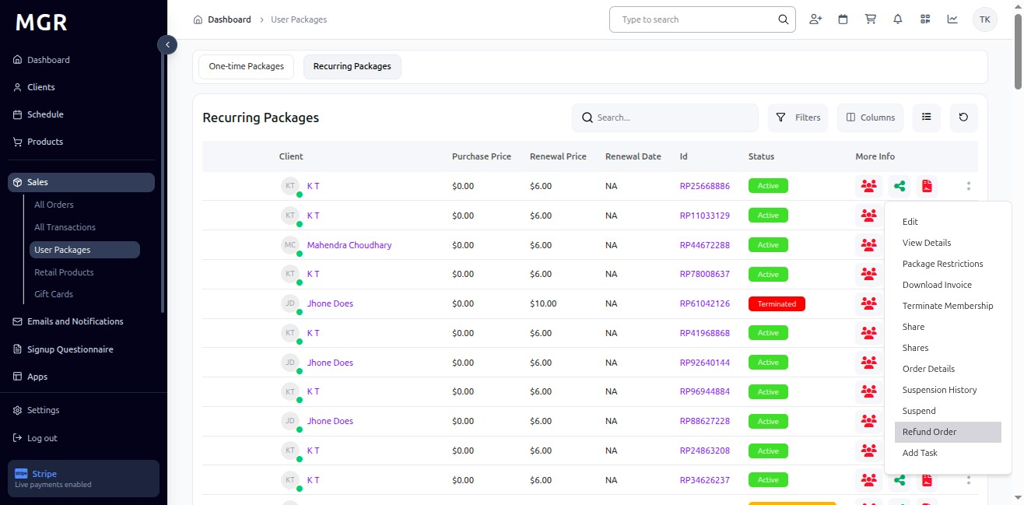 MGR
Dashboard > User Packages
Type to search
TK
Dashboard
Clients
Schedule
Products
Sales
All Orders
All Transactions
User Packages
Retail Products
Gift Cards
Emails and Notifications
Signup Questionnaire
Apps
Settings
Log out
Stripe
Live payments enabled
One-time Packages Recurring Packages
Recurring Packages
Search... Filters Columns
Client Purchase Price Renewal Price Renewal Date Id Status More Info
KT K T $0.00 $6.00 NA RP25668886 Active
KT K T $0.00 $6.00 NA RP11033129 Active
MC Mahendra Choudhary $0.00 $6.00 NA RP44672288 Active
KT K T $0.00 $6.00 NA RP78008637 Active
JD Jhone Does $0.00 $10.00 NA RP61042126 Terminated
KT K T $0.00 $6.00 NA RP41968868 Active
JD Jhone Does $0.00 $6.00 NA RP92640144 Active
KT K T $0.00 $6.00 NA RP96944884 Active
JD Jhone Does $0.00 $6.00 NA RP88627228 Active
KT K T $0.00 $6.00 NA RP24863208 Active
KT K T $0.00 $6.00 NA RP34626237 Active
Edit
View Details
Package Restrictions
Download Invoice
Terminate Membership
Share
Shares
Order Details
Suspension History
Suspend
Refund Order
Add Task